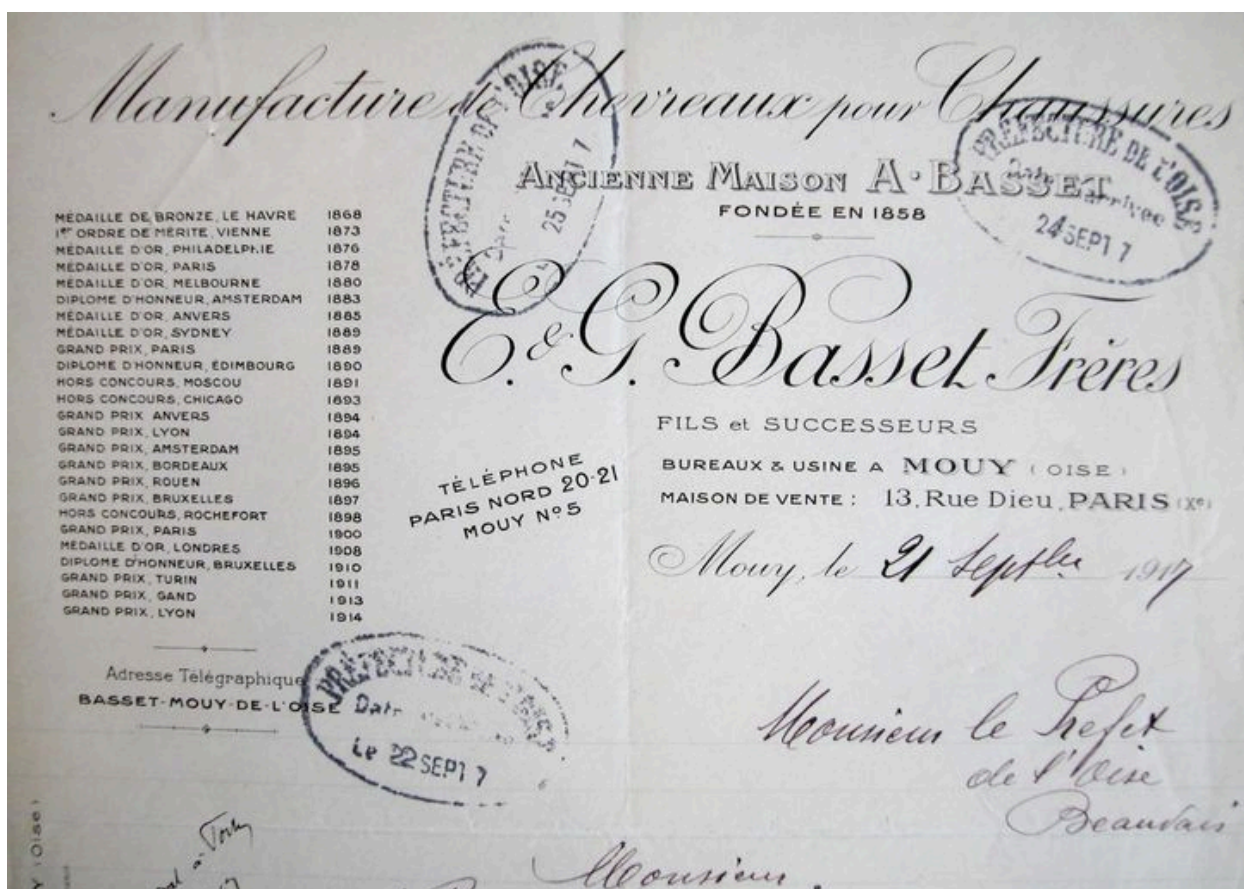 Manufacture de Chevreaux pour Chaussures
ANCIENNE MAISON A. BASSET
FONDÉE EN 1858
E. & G. Basset Frères
FILS et SUCCESSEURS
BUREAUX & USINE A MOUY (OISE)
MAISON DE VENTE : 13, Rue Dieu, PARIS (Xe)
TÉLÉPHONE
PARIS NORD 20-21
MOUY No 5
MÉDAILLE DE BRONZE, LE HAVRE 1868
1er ORDRE DE MÉRITE, VIENNE 1873
MÉDAILLE D'OR, PHILADELPHIE 1876
MÉDAILLE D'OR, PARIS 1878
MÉDAILLE D'OR, MELBOURNE 1880
DIPLOME D'HONNEUR, AMSTERDAM 1883
MÉDAILLE D'OR, ANVERS 1885
MÉDAILLE D'OR, SYDNEY 1889
GRAND PRIX, PARIS 1889
DIPLOME D'HONNEUR, ÉDIMBOURG 1890
HORS CONCOURS, MOSCOU 1891
HORS CONCOURS, CHICAGO 1893
GRAND PRIX ANVERS 1894
GRAND PRIX, LYON 1894
GRAND PRIX, AMSTERDAM 1895
GRAND PRIX, BORDEAUX 1895
GRAND PRIX, ROUEN 1896
GRAND PRIX, BRUXELLES 1897
HORS CONCOURS, ROCHEFORT 1898
GRAND PRIX, PARIS 1900
MÉDAILLE D'OR, LONDRES 1908
DIPLOME D'HONNEUR, BRUXELLES 1910
GRAND PRIX, TURIN 1911
GRAND PRIX, GAND 1913
GRAND PRIX, LYON 1914
Adresse Télégraphique
BASSET-MOUY-DE-L'OISE
Mouy, le 21 Septbre 1917
PRÉFECTURE DE L'OISE
Date
25 SEPT 7
PRÉFECTURE DE L'OISE
Date arrivée
24 SEPT 7
PRÉFECTURE DE L'OISE
Date
Le 22 SEPT 7
Monsieur le Préfet
de l'Oise
Beauvais
Monsieur,
(OISE)